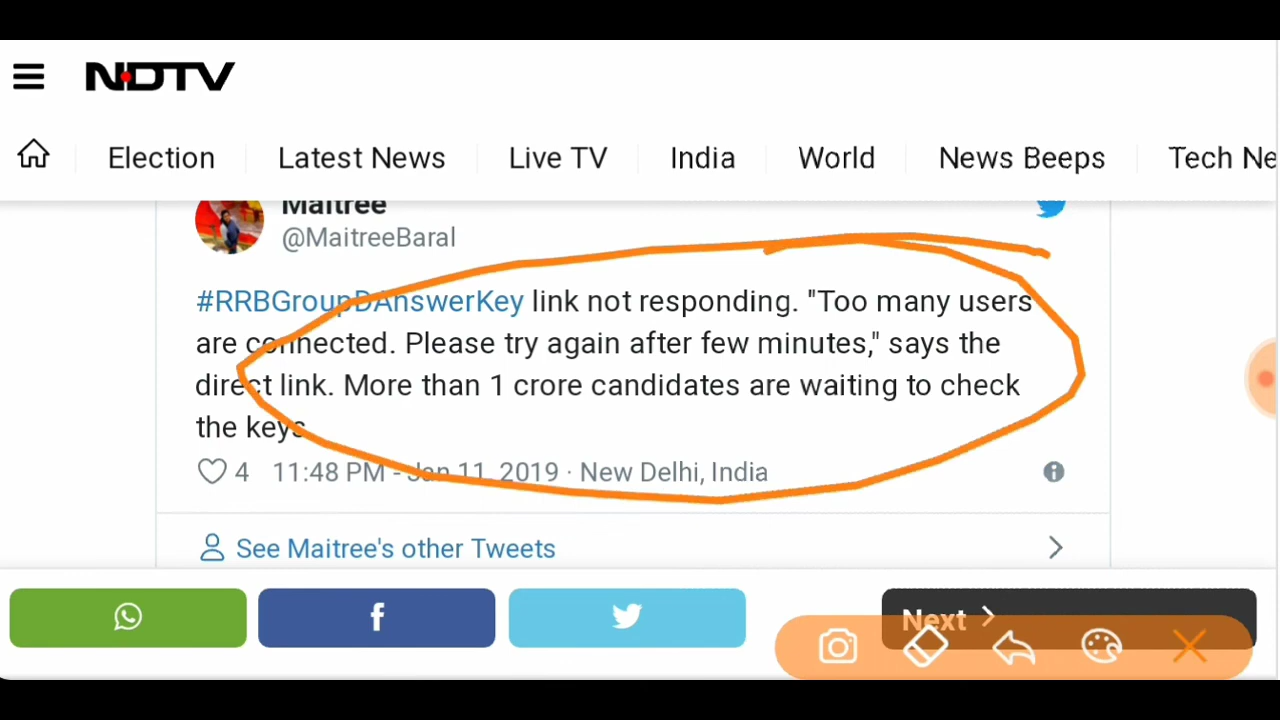 NDTV
Election Latest News Live TV India World News Beeps Tech Ne
Maitree
@MaitreeBaral
#RRBGroupDAnswerKey link not responding. "Too many users
are connected. Please try again after few minutes," says the
direct link. More than 1 crore candidates are waiting to check
the keys.
4 11:48 PM - Jan 11, 2019 · New Delhi, India
See Maitree's other Tweets
f
Next